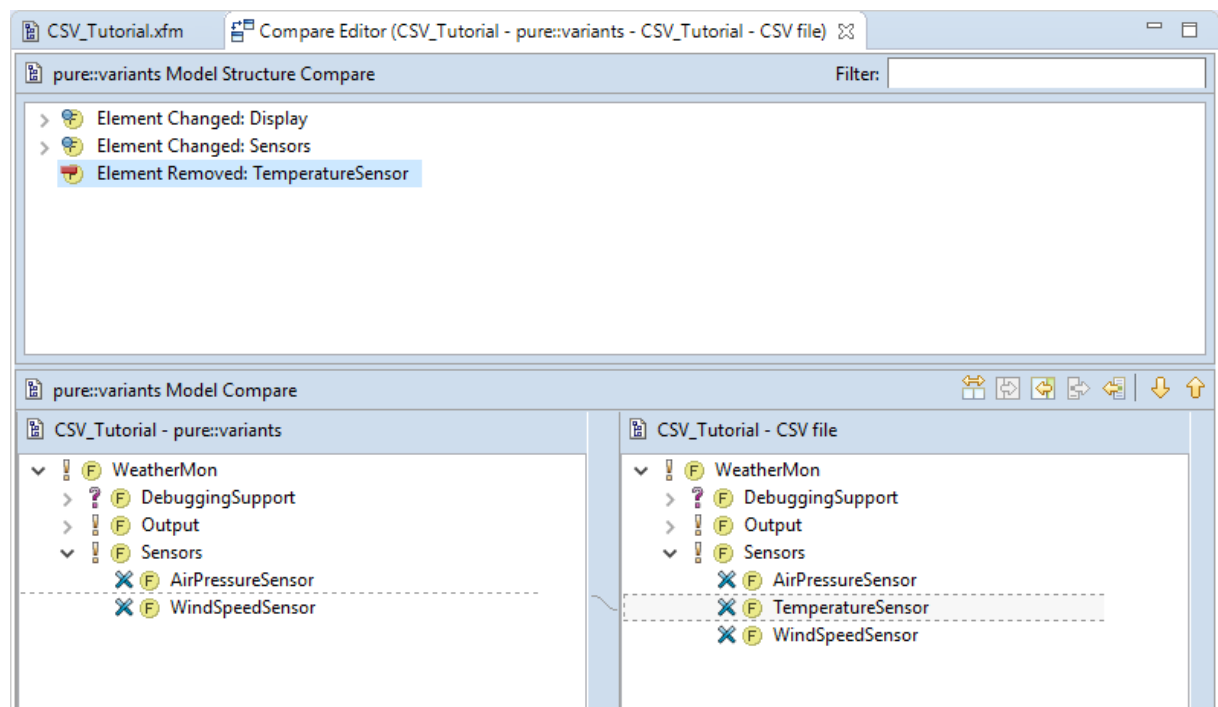 CSV_Tutorial.xfm
Compare Editor (CSV_Tutorial - pure::variants - CSV_Tutorial - CSV file)
pure::variants Model Structure Compare
Filter:
Element Changed: Display
Element Changed: Sensors
Element Removed: TemperatureSensor
pure::variants Model Compare
CSV_Tutorial - pure::variants
! F WeatherMon
? F DebuggingSupport
! F Output
! F Sensors
F AirPressureSensor
F WindSpeedSensor
CSV_Tutorial - CSV file
! F WeatherMon
? F DebuggingSupport
! F Output
! F Sensors
F AirPressureSensor
F TemperatureSensor
F WindSpeedSensor